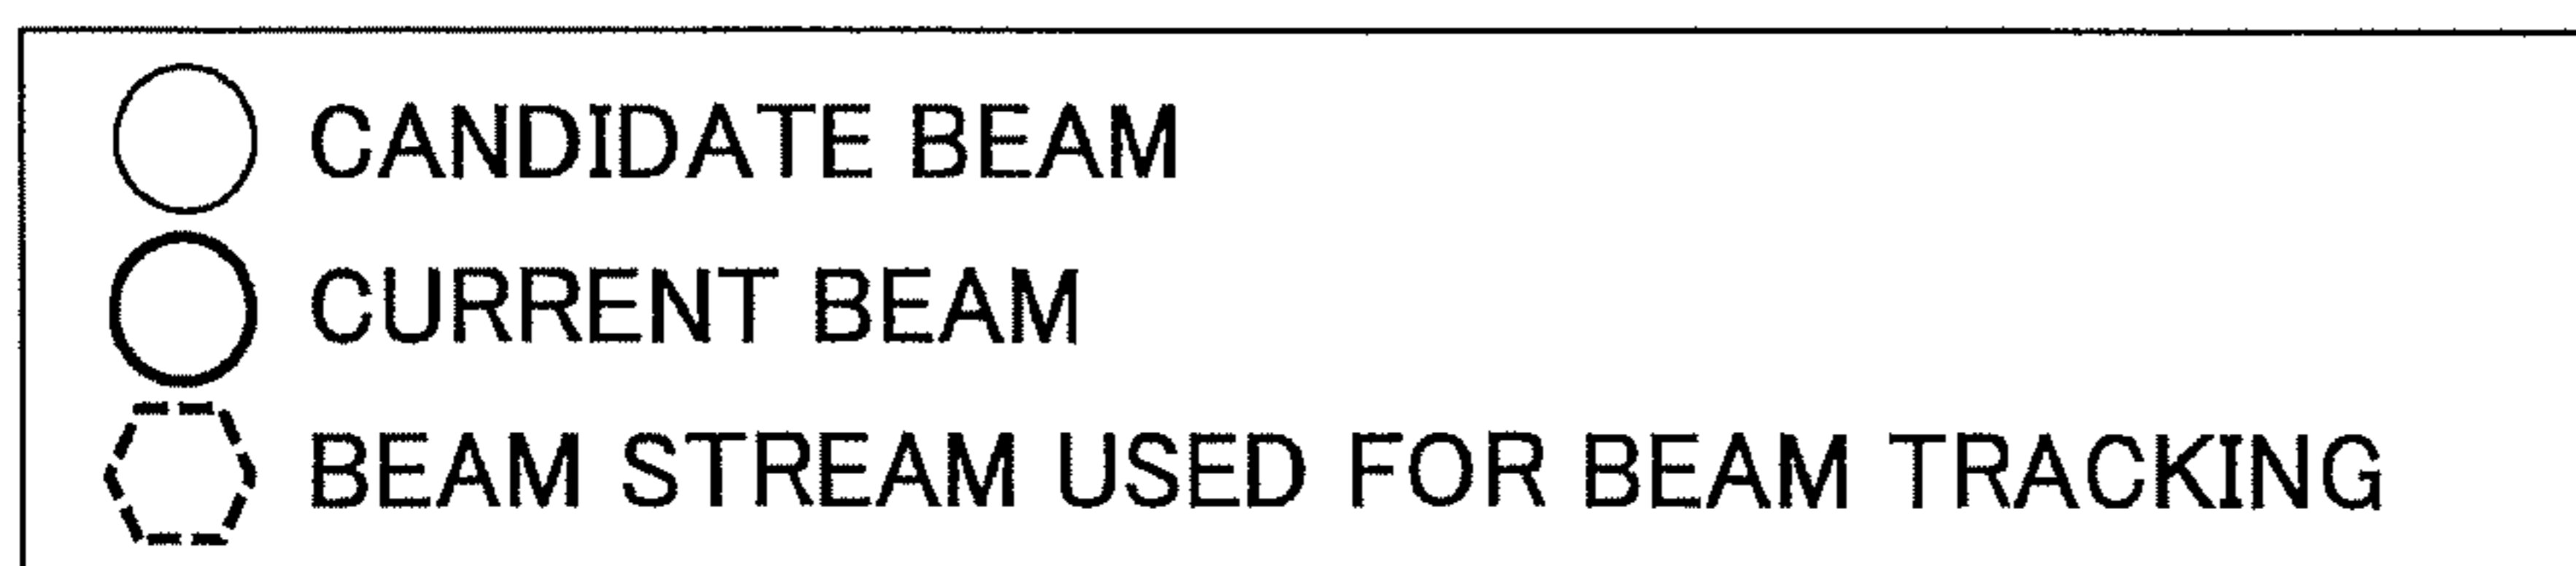 CANDIDATE BEAM
CURRENT BEAM
BEAM STREAM USED FOR BEAM TRACKING